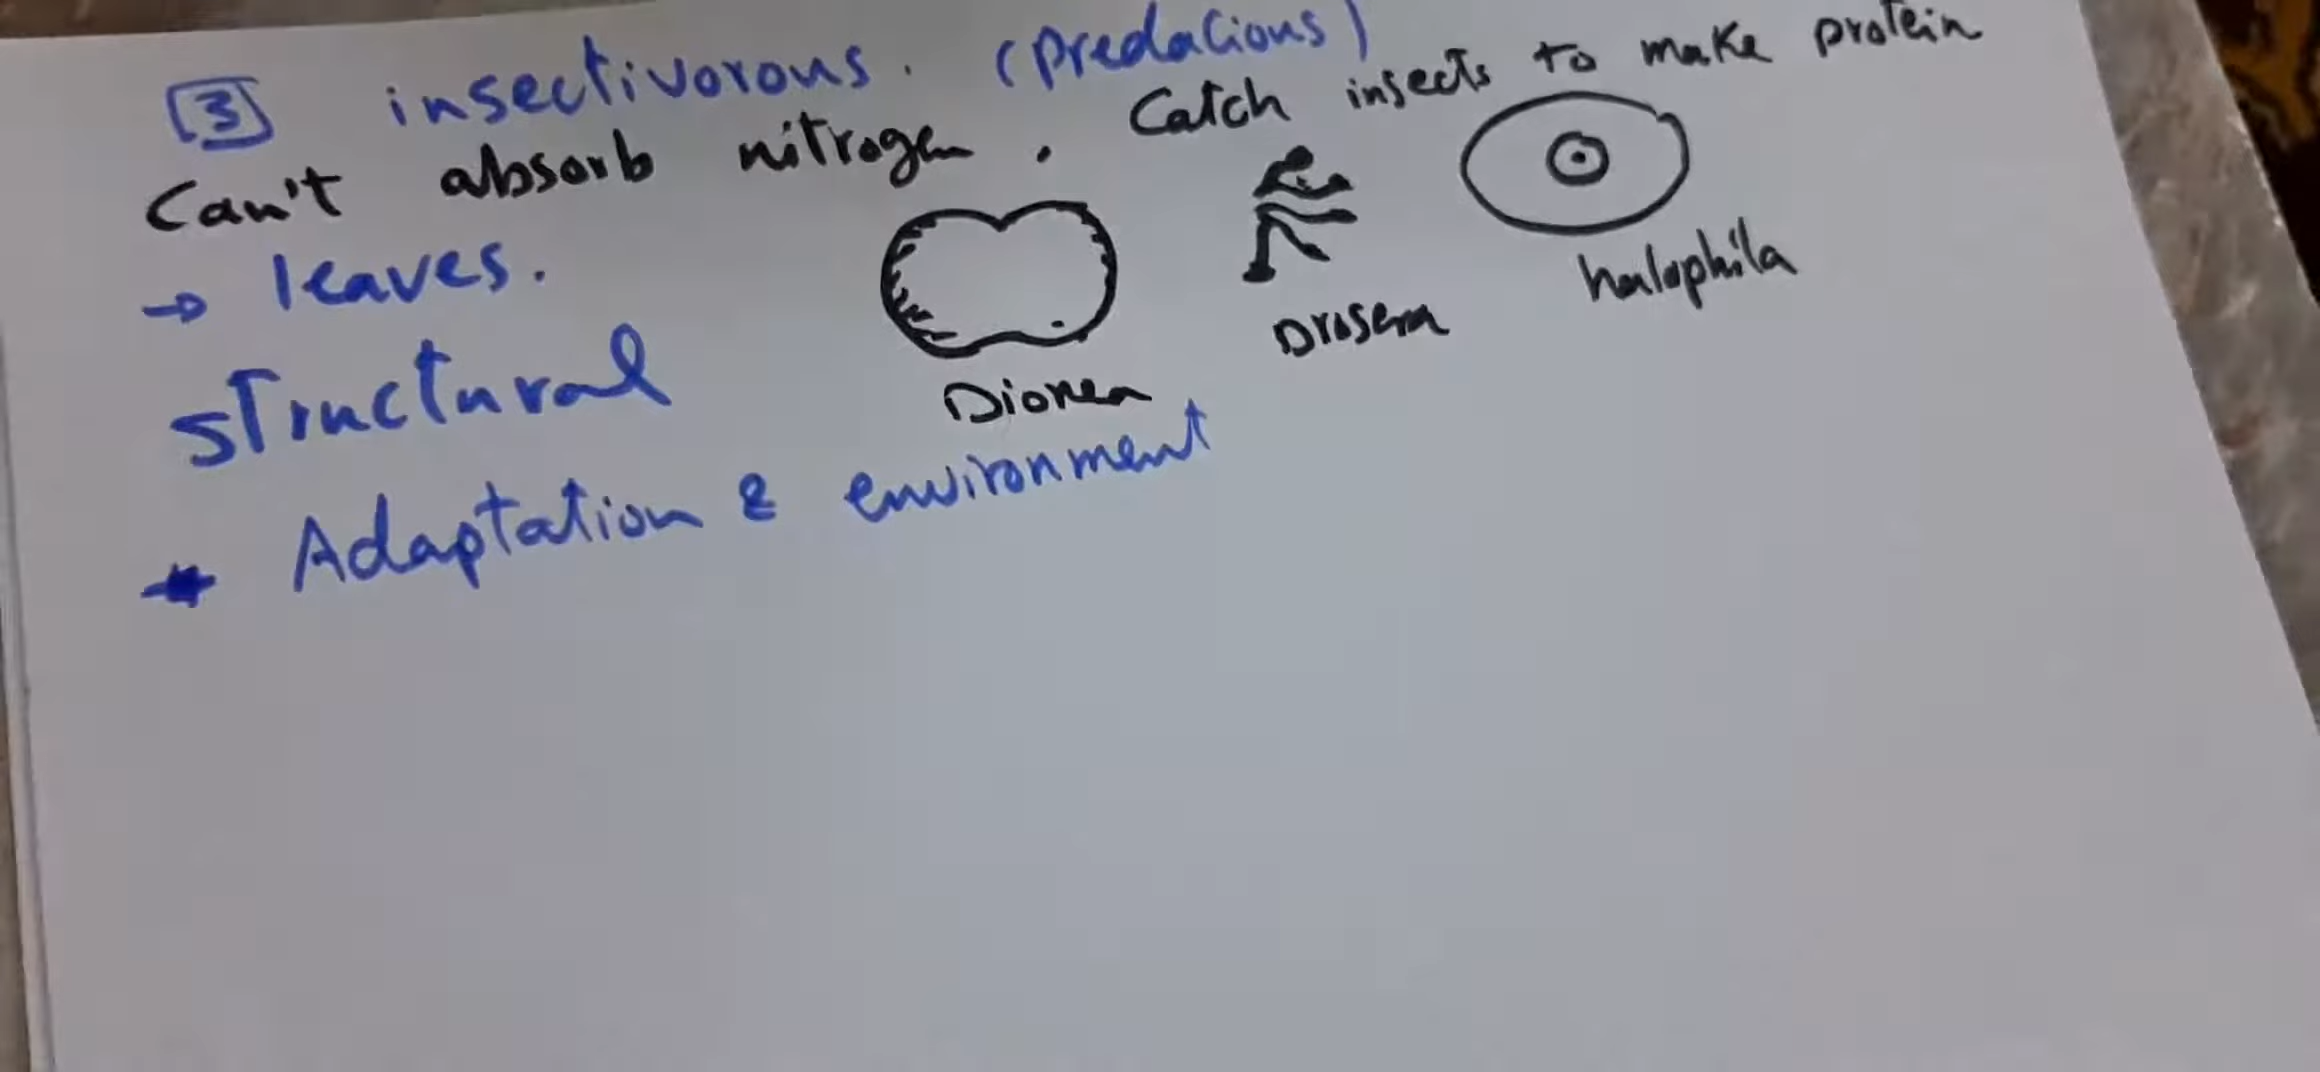 3 insectivorous. (predacious)
Can't absorb nitrogen. Catch insects to make protein
→ leaves.
Dionea
Drosera
halophila
structural
Adaptation & environment